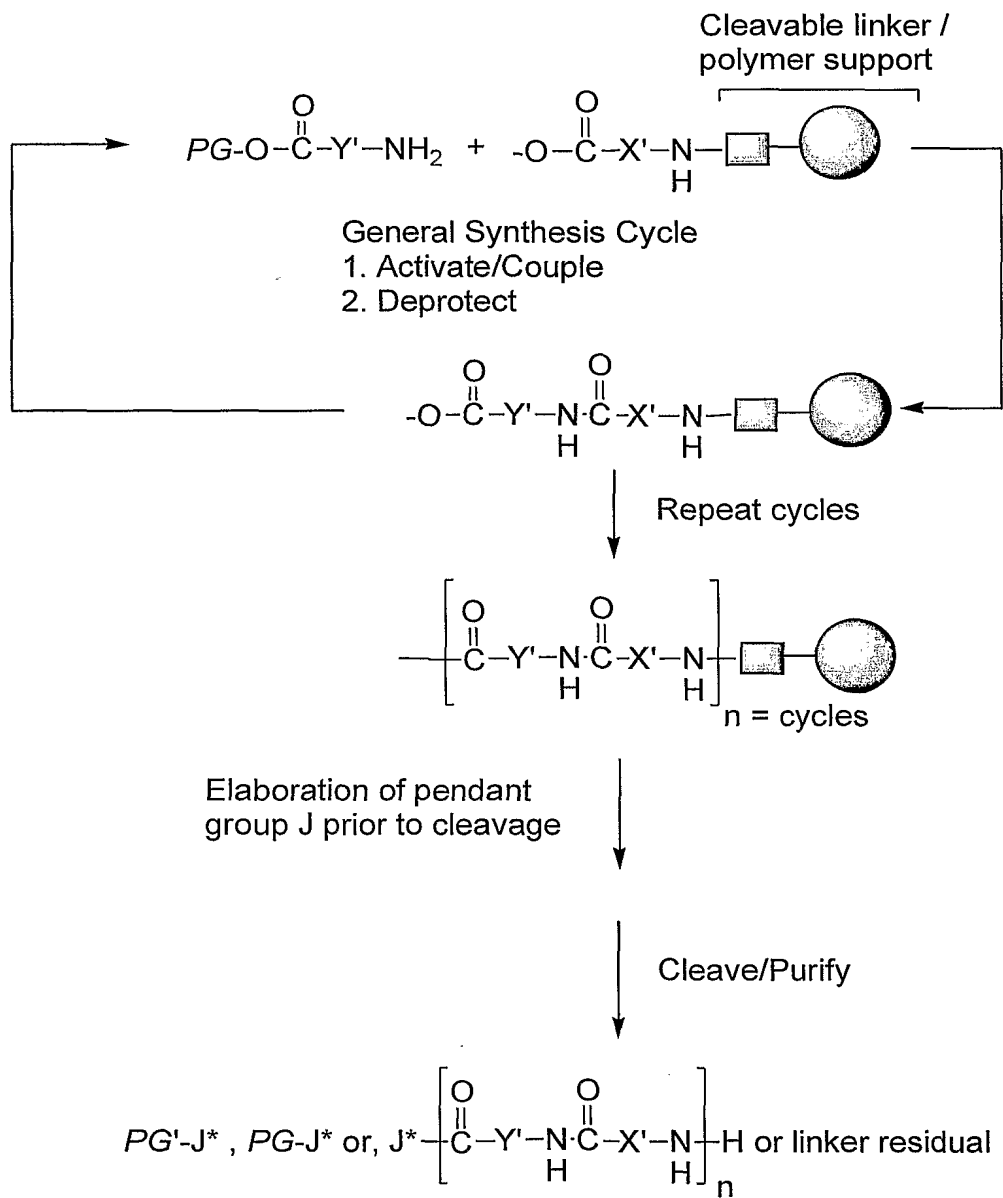 Cleavable linker /
polymer support
PG-O-C-Y'-NH2 + -O-C-X'-N
O O
H
General Synthesis Cycle
1. Activate/Couple
2. Deprotect
O O
-O-C-Y'-N-C-X'-N
H H
Repeat cycles
O O
C-Y'-N-C-X'-N
H H
n = cycles
Elaboration of pendant
group J prior to cleavage
Cleave/Purify
O O
PG'-J* , PG-J* or, J*-C-Y'-N-C-X'-N-H or linker residual
H H
n